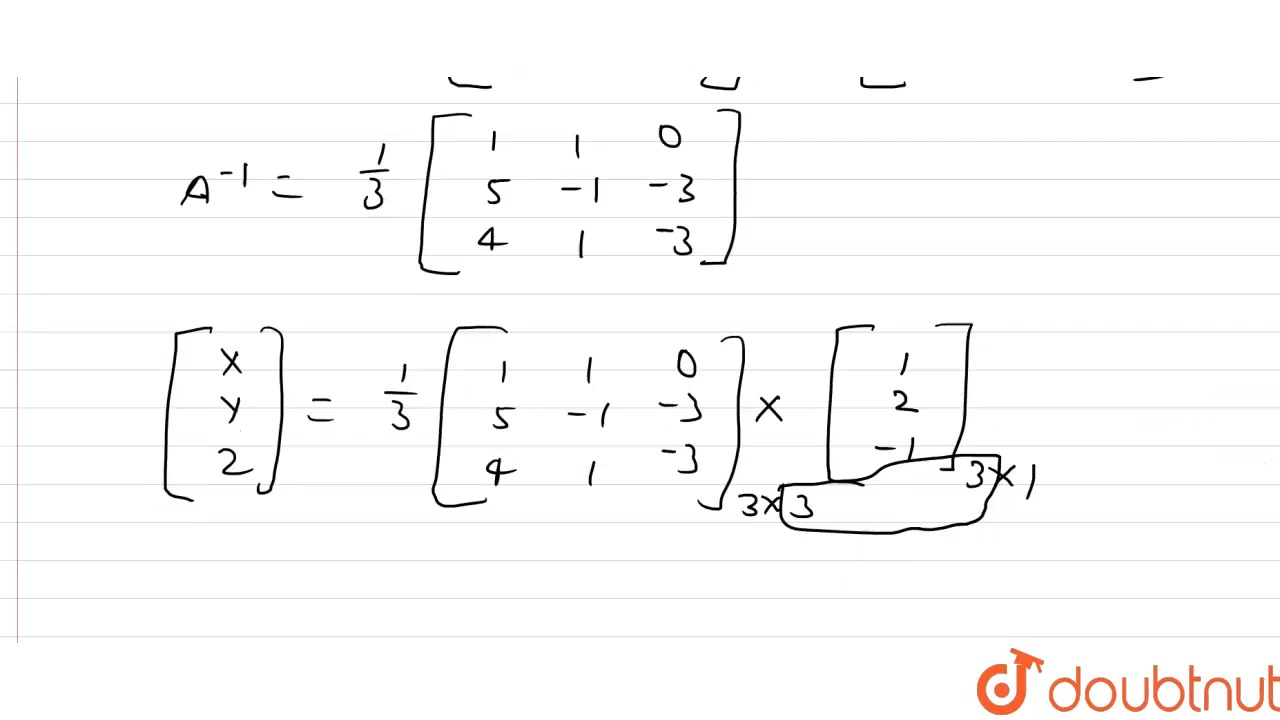 A⁻¹ = 1/3 [ 1 1 0
5 -1 -3
4 1 -3 ]
[ x
y
2 ] = 1/3 [ 1 1 0
5 -1 -3
4 1 -3 ] 3×3 × [ 1
2
-1 ] 3×1
doubtnut